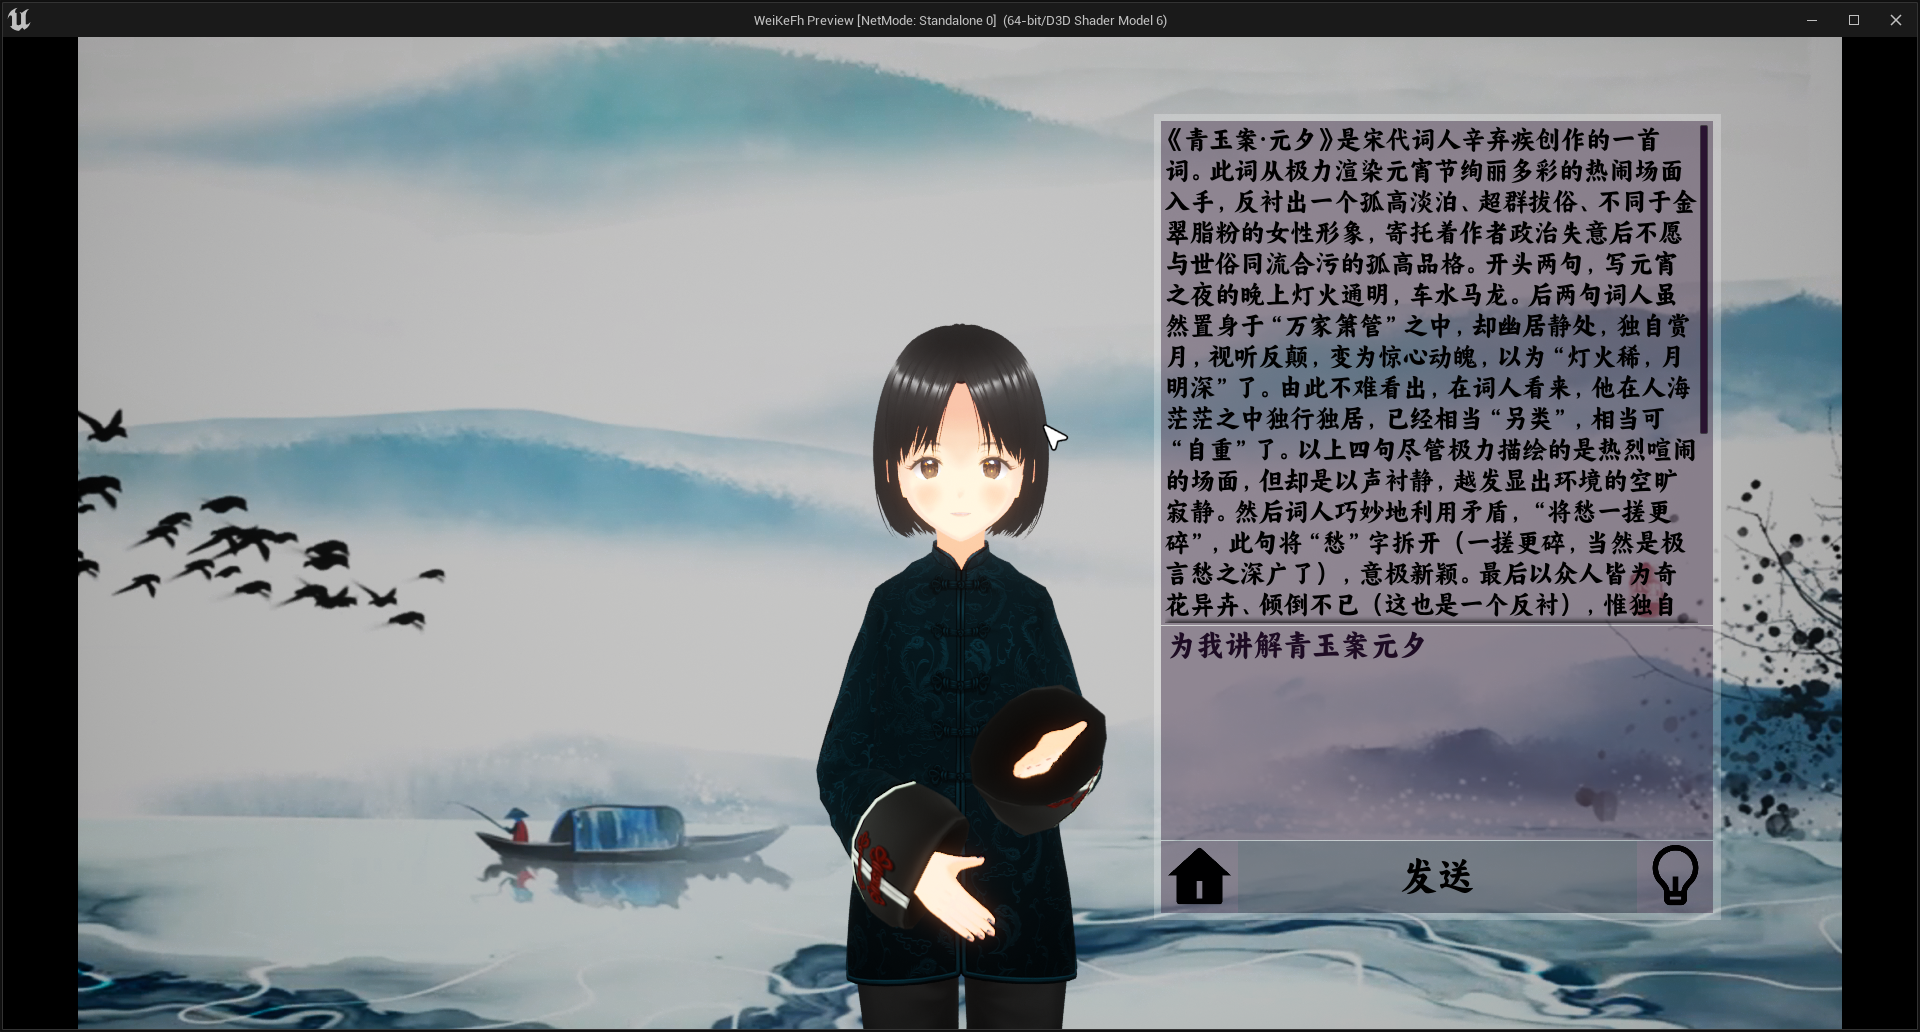 WeiKeFh Preview [NetMode: Standalone 0]  (64-bit/D3D Shader Model 6)
《青玉案·元夕》是宋代词人辛弃疾创作的一首
词。此词从极力渲染元宵节绚丽多彩的热闹场面
入手，反衬出一个孤高淡泊、超群拔俗、不同于金
翠脂粉的女性形象，寄托着作者政治失意后不愿
与世俗同流合污的孤高品格。开头两句，写元宵
之夜的晚上灯火通明，车水马龙。后两句词人虽
然置身于“万家箫管”之中，却幽居静处，独自赏
月，视听反颠，变为惊心动魄，以为“灯火稀，月
明深”了。由此不难看出，在词人看来，他在人海
茫茫之中独行独居，已经相当“另类”，相当可
“自重”了。以上四句尽管极力描绘的是热烈喧闹
的场面，但却是以声衬静，越发显出环境的空旷
寂静。然后词人巧妙地利用矛盾，“将愁一搓更
碎”，此句将“愁”字拆开（一搓更碎，当然是极
言愁之深广了），意极新颖。最后以众人皆为奇
花异卉、倾倒不已（这也是一个反衬），惟独自
为我讲解青玉案元夕
发送